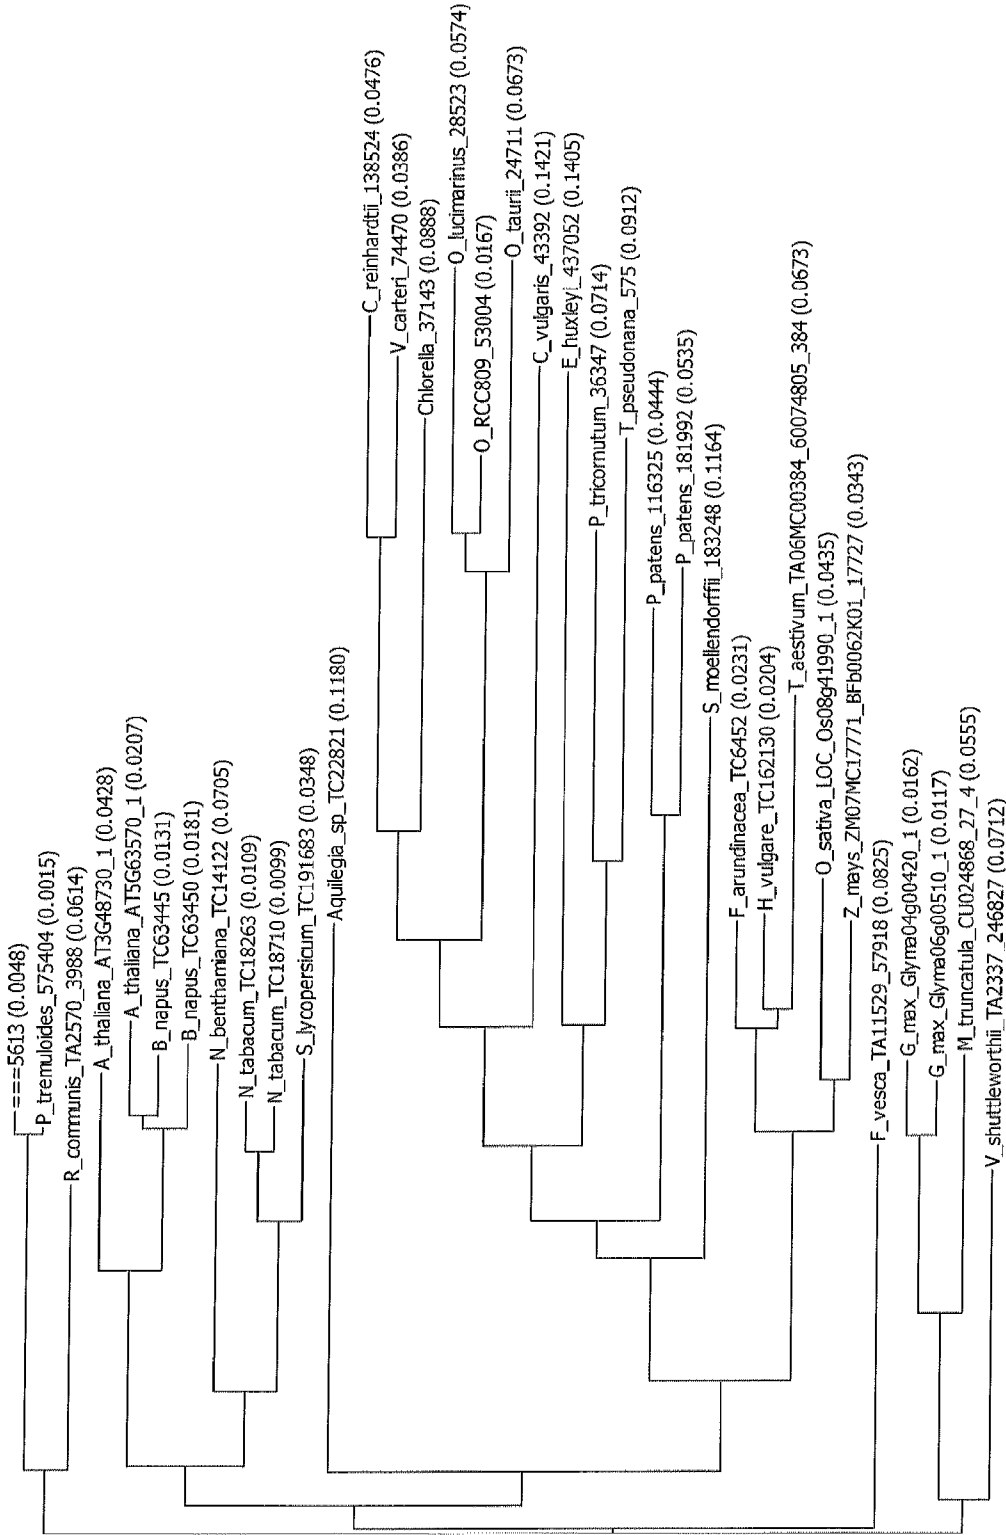 ===5613 (0.0048)
P_tremuloides_575404 (0.0015)
R_communis_TA2570_3988 (0.0614)
A_thaliana_AT3G48730_1 (0.0428)
A_thaliana_AT5G63570_1 (0.0207)
B_napus_TC63445 (0.0131)
B_napus_TC63450 (0.0181)
N_benthamiana_TC14122 (0.0705)
N_tabacum_TC18263 (0.0109)
N_tabacum_TC18710 (0.0099)
S_lycopersicum_TC191683 (0.0348)
Aquilegia_sp_TC22821 (0.1180)
C_reinhardtii_138524 (0.0476)
V_carteri_74470 (0.0386)
Chlorella_37143 (0.0888)
O_lucimarinus_28523 (0.0574)
O_RCC809_53004 (0.0167)
O_taurii_24711 (0.0673)
C_vulgaris_43392 (0.1421)
E_huxleyi_437052 (0.1405)
P_tricornutum_36347 (0.0714)
T_pseudonana_575 (0.0912)
P_patens_116325 (0.0444)
P_patens_181992 (0.0535)
S_moellendorffii_183248 (0.1164)
F_arundinacea_TC6452 (0.0231)
H_vulgare_TC162130 (0.0204)
T_aestivum_TA06MC00384_60074805_384 (0.0673)
O_sativa_LOC_Os08g41990_1 (0.0435)
Z_mays_ZM07MC17771_BFb0062K01_17727 (0.0343)
F_vesca_TA11529_57918 (0.0825)
G_max_Glyma04g00420_1 (0.0162)
G_max_Glyma06g00510_1 (0.0117)
M_truncatula_CU024868_27_4 (0.0555)
V_shuttleworthii_TA2337_246827 (0.0712)